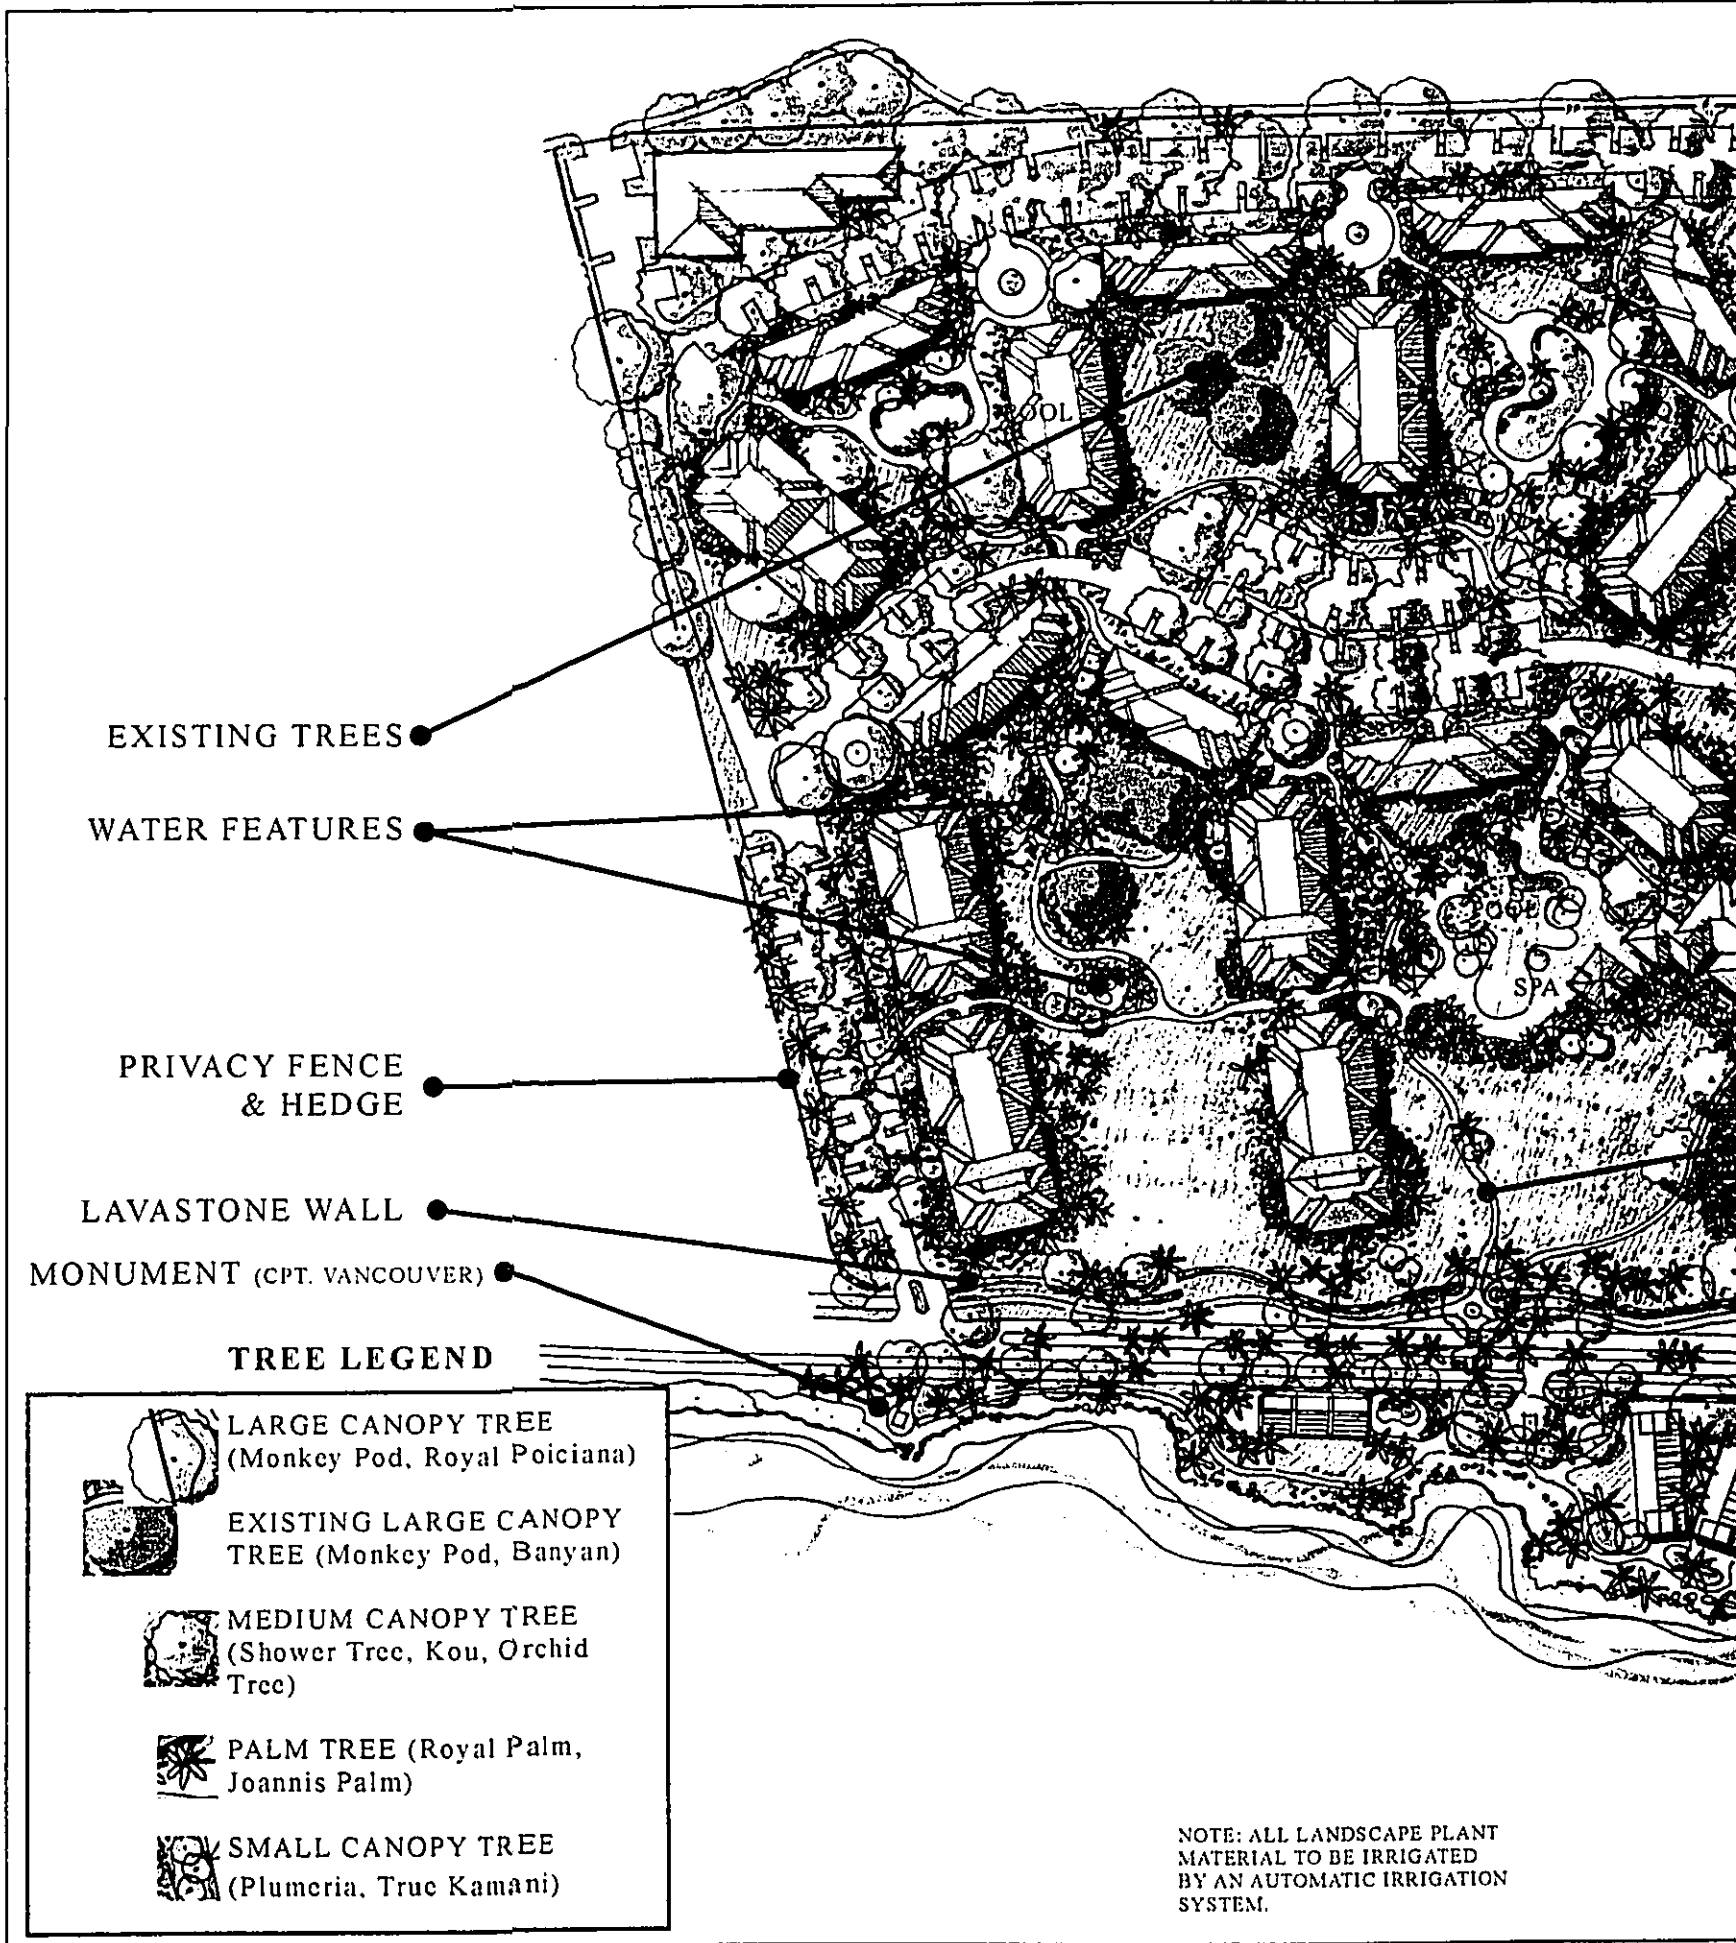 POOL
EXISTING TREES
WATER FEATURES
POOL
SPA
PRIVACY FENCE
& HEDGE
LAVASTONE WALL
MONUMENT (CPT. VANCOUVER)
TREE LEGEND
LARGE CANOPY TREE
(Monkey Pod, Royal Poiciana)
EXISTING LARGE CANOPY
TREE (Monkey Pod, Banyan)
MEDIUM CANOPY TREE
(Shower Tree, Kou, Orchid
Tree)
PALM TREE (Royal Palm,
Joannis Palm)
SMALL CANOPY TREE
(Plumeria, True Kamani)
NOTE: ALL LANDSCAPE PLANT
MATERIAL TO BE IRRIGATED
BY AN AUTOMATIC IRRIGATION
SYSTEM.